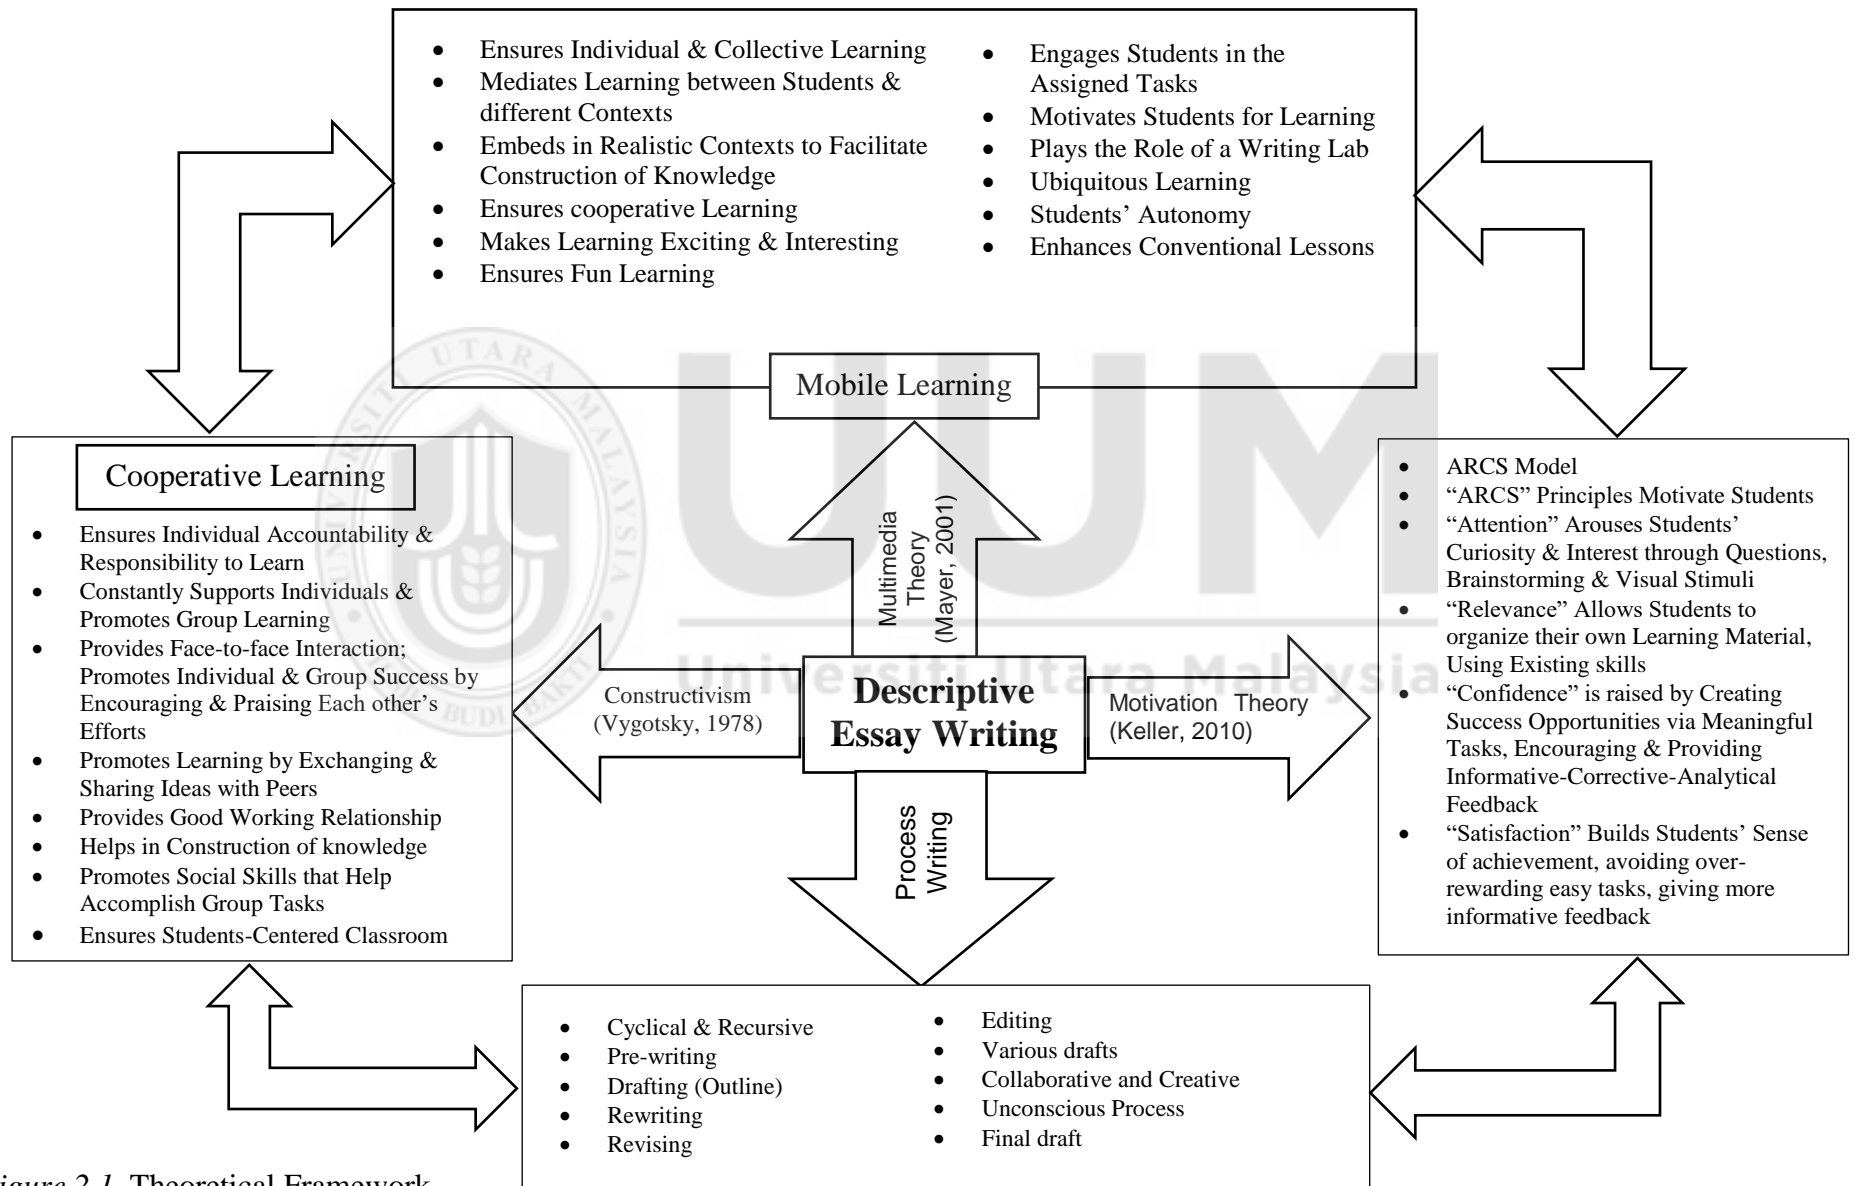 • Ensures Individual & Collective Learning
• Mediates Learning between Students &
different Contexts
• Embeds in Realistic Contexts to Facilitate
Construction of Knowledge
• Ensures cooperative Learning
• Makes Learning Exciting & Interesting
• Ensures Fun Learning
• Engages Students in the
Assigned Tasks
• Motivates Students for Learning
• Plays the Role of a Writing Lab
• Ubiquitous Learning
• Students’ Autonomy
• Enhances Conventional Lessons
Mobile Learning
Cooperative Learning
• Ensures Individual Accountability &
Responsibility to Learn
• Constantly Supports Individuals &
Promotes Group Learning
• Provides Face-to-face Interaction;
Promotes Individual & Group Success by
Encouraging & Praising Each other’s
Efforts
• Promotes Learning by Exchanging &
Sharing Ideas with Peers
• Provides Good Working Relationship
• Helps in Construction of knowledge
• Promotes Social Skills that Help
Accomplish Group Tasks
• Ensures Students-Centered Classroom
Multimedia
Theory
(Mayer, 2001)
Constructivism
(Vygotsky, 1978)
Descriptive
Essay Writing
Motivation Theory
(Keller, 2010)
Process
Writing
• ARCS Model
• “ARCS” Principles Motivate Students
• “Attention” Arouses Students’
Curiosity & Interest through Questions,
Brainstorming & Visual Stimuli
• “Relevance” Allows Students to
organize their own Learning Material,
Using Existing skills
• “Confidence” is raised by Creating
Success Opportunities via Meaningful
Tasks, Encouraging & Providing
Informative-Corrective-Analytical
Feedback
• “Satisfaction” Builds Students’ Sense
of achievement, avoiding over-
rewarding easy tasks, giving more
informative feedback
• Cyclical & Recursive
• Pre-writing
• Drafting (Outline)
• Rewriting
• Revising
• Editing
• Various drafts
• Collaborative and Creative
• Unconscious Process
• Final draft
UNIVERSITI UTARA MALAYSIA
BUDI BAKTI
UUM
Universiti Utara Malaysia
2.1 Theoretical Framework